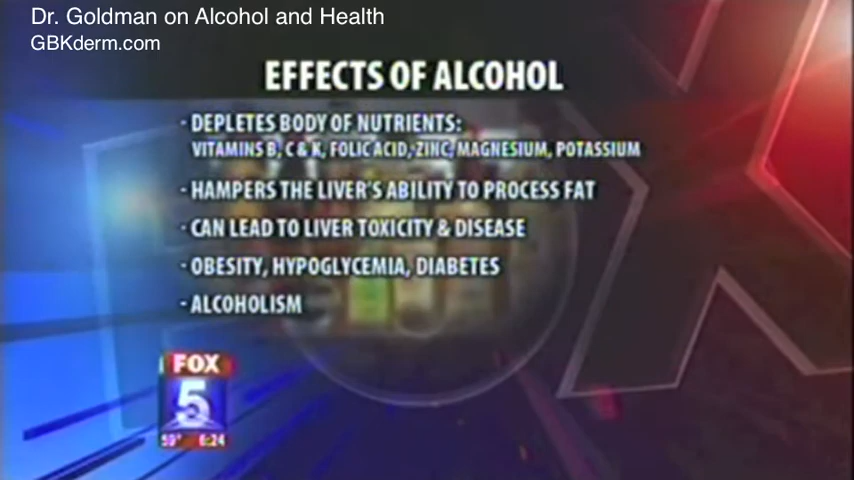 Dr. Goldman on Alcohol and Health
GBKderm.com
EFFECTS OF ALCOHOL
- DEPLETES BODY OF NUTRIENTS:
VITAMINS B, C & K, FOLIC ACID, ZINC, MAGNESIUM, POTASSIUM
- HAMPERS THE LIVER'S ABILITY TO PROCESS FAT
- CAN LEAD TO LIVER TOXICITY & DISEASE
- OBESITY, HYPOGLYCEMIA, DIABETES
- ALCOHOLISM
FOX
5
59° 6:24